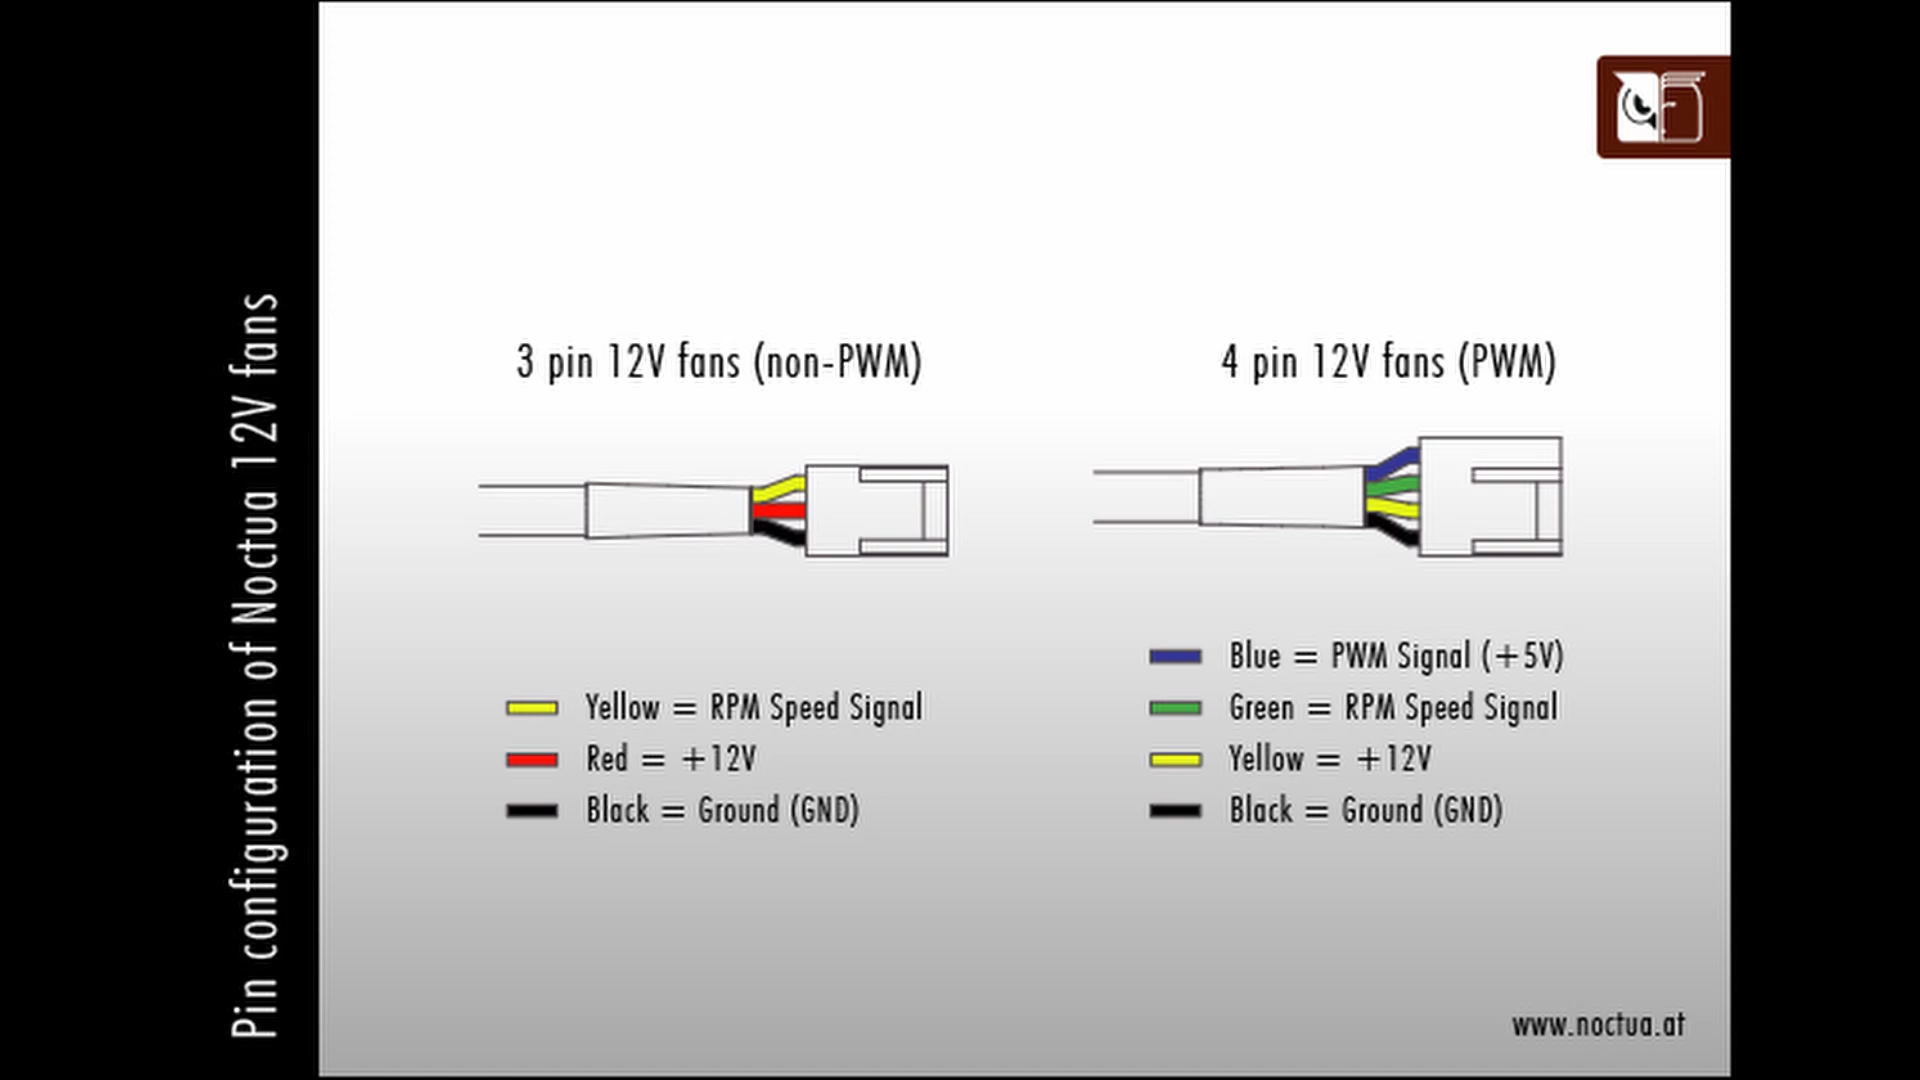 Pin configuration of Noctua 12V fans
3 pin 12V fans (non-PWM)
Yellow = RPM Speed Signal
Red = +12V
Black = Ground (GND)
4 pin 12V fans (PWM)
Blue = PWM Signal (+5V)
Green = RPM Speed Signal
Yellow = +12V
Black = Ground (GND)
www.noctua.at